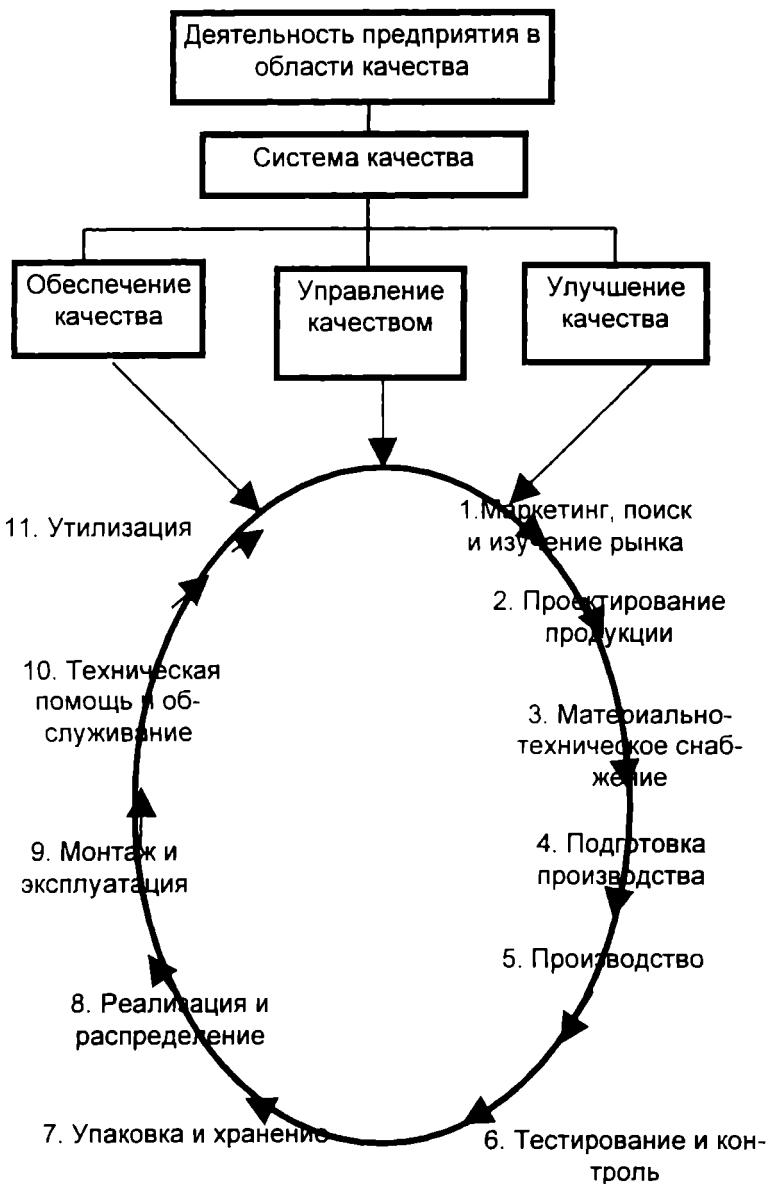 Деятельность предприятия в
области качества
Система качества
Обеспечение
качества
Управление
качеством
Улучшение
качества
1.Маркетинг, поиск
и изучение рынка
2. Проектирование
продукции
3. Материально-
техническое снаб-
жение
4. Подготовка
производства
5. Производство
6. Тестирование и кон-
троль
7. Упаковка и хранение
8. Реализация и
распределение
9. Монтаж и
эксплуатация
10. Техническая
помощь и об-
служивание
11. Утилизация